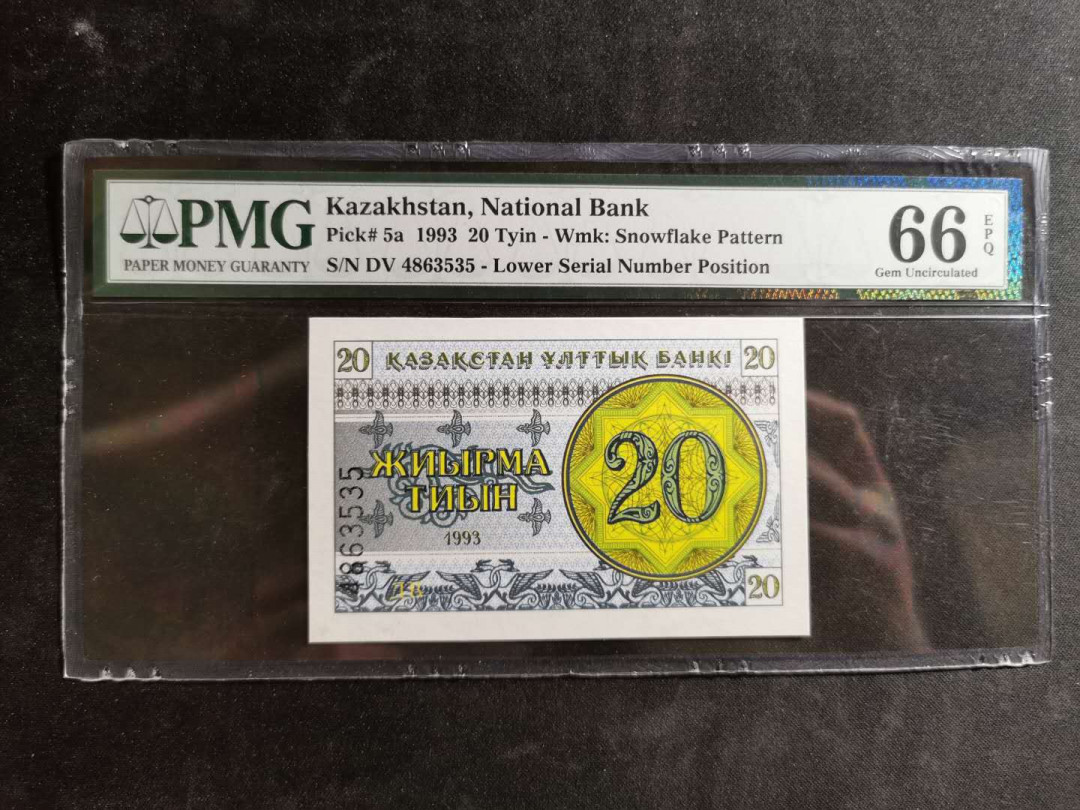 PMG
PAPER MONEY GUARANTY
Kazakhstan, National Bank
Pick# 5a 1993 20 Tyin - Wmk: Snowflake Pattern
S/N DV 4863535 - Lower Serial Number Position
66
EPQ
Gem Uncirculated
20 ҚАЗАҚСТАН ҰЛТТЫҚ БАНКІ 20
ЖИЫРМА
ТИЫН
1993
20
4863535
20